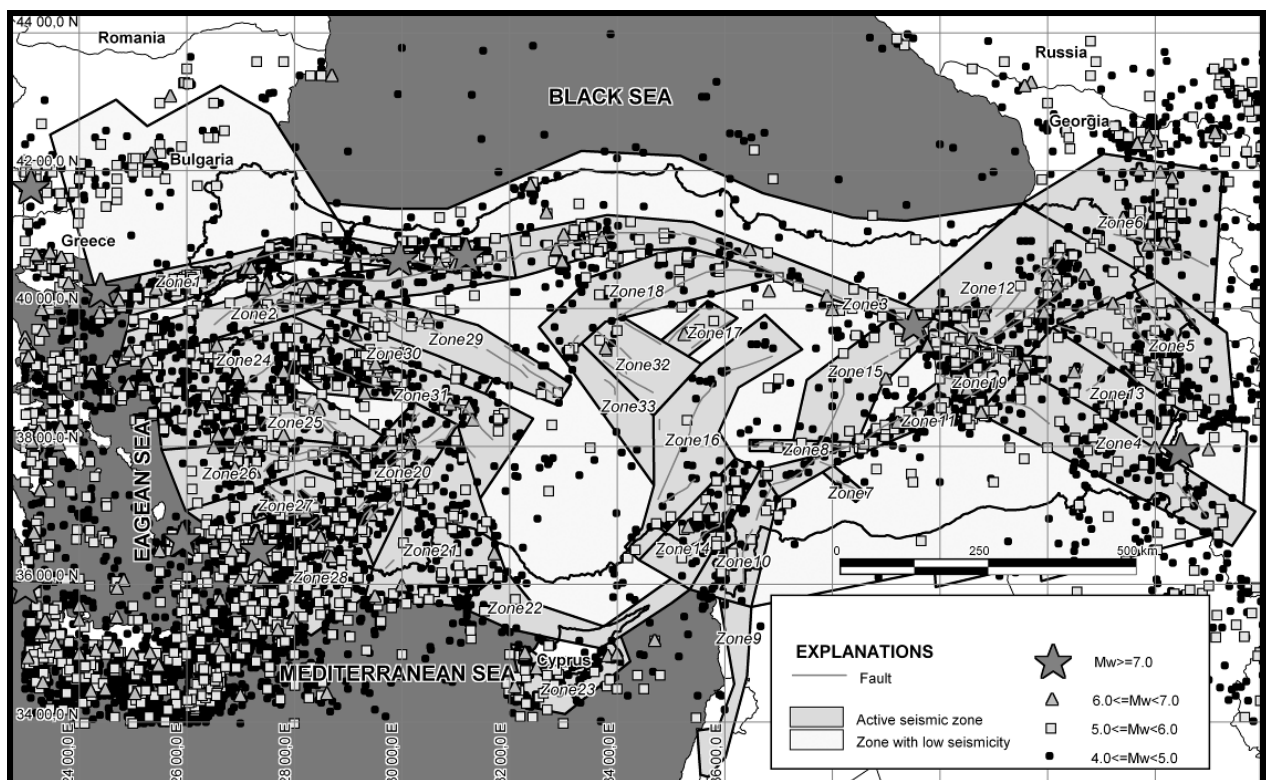 44 00,0 N
Romania
Russia
BLACK SEA
Georgia
42 00,0 N
Bulgaria
Greece
Zone6
Zone1
40 00,0 N
Zone2
Zone18
Zone12
Zone3
Zone17
Zone29
Zone5
Zone24
Zone30
Zone32
Zone15
Zone19
Zone31
Zone33
Zone13
Zone25
Zone11
38 00,0 N
Zone16
Zone4
Zone8
EAGEAN SEA
Zone26
Zone20
Zone7
Zone27
Zone21
Zone14
Zone10
0
250
500 km
36 00,0 N
Zone28
Zone22
Zone9
Cyprus
MEDITERRANEAN SEA
Zone23
34 00,0 N
24 00,0 E
26 00,0 E
28 00,0 E
30 00,0 E
32 00,0 E
34 00,0 E
36 00,0 E
EXPLANATIONS
Fault
Active seismic zone
Zone with low seismicity
Mw>=7.0
6.0<=Mw<7.0
5.0<=Mw<6.0
4.0<=Mw<5.0